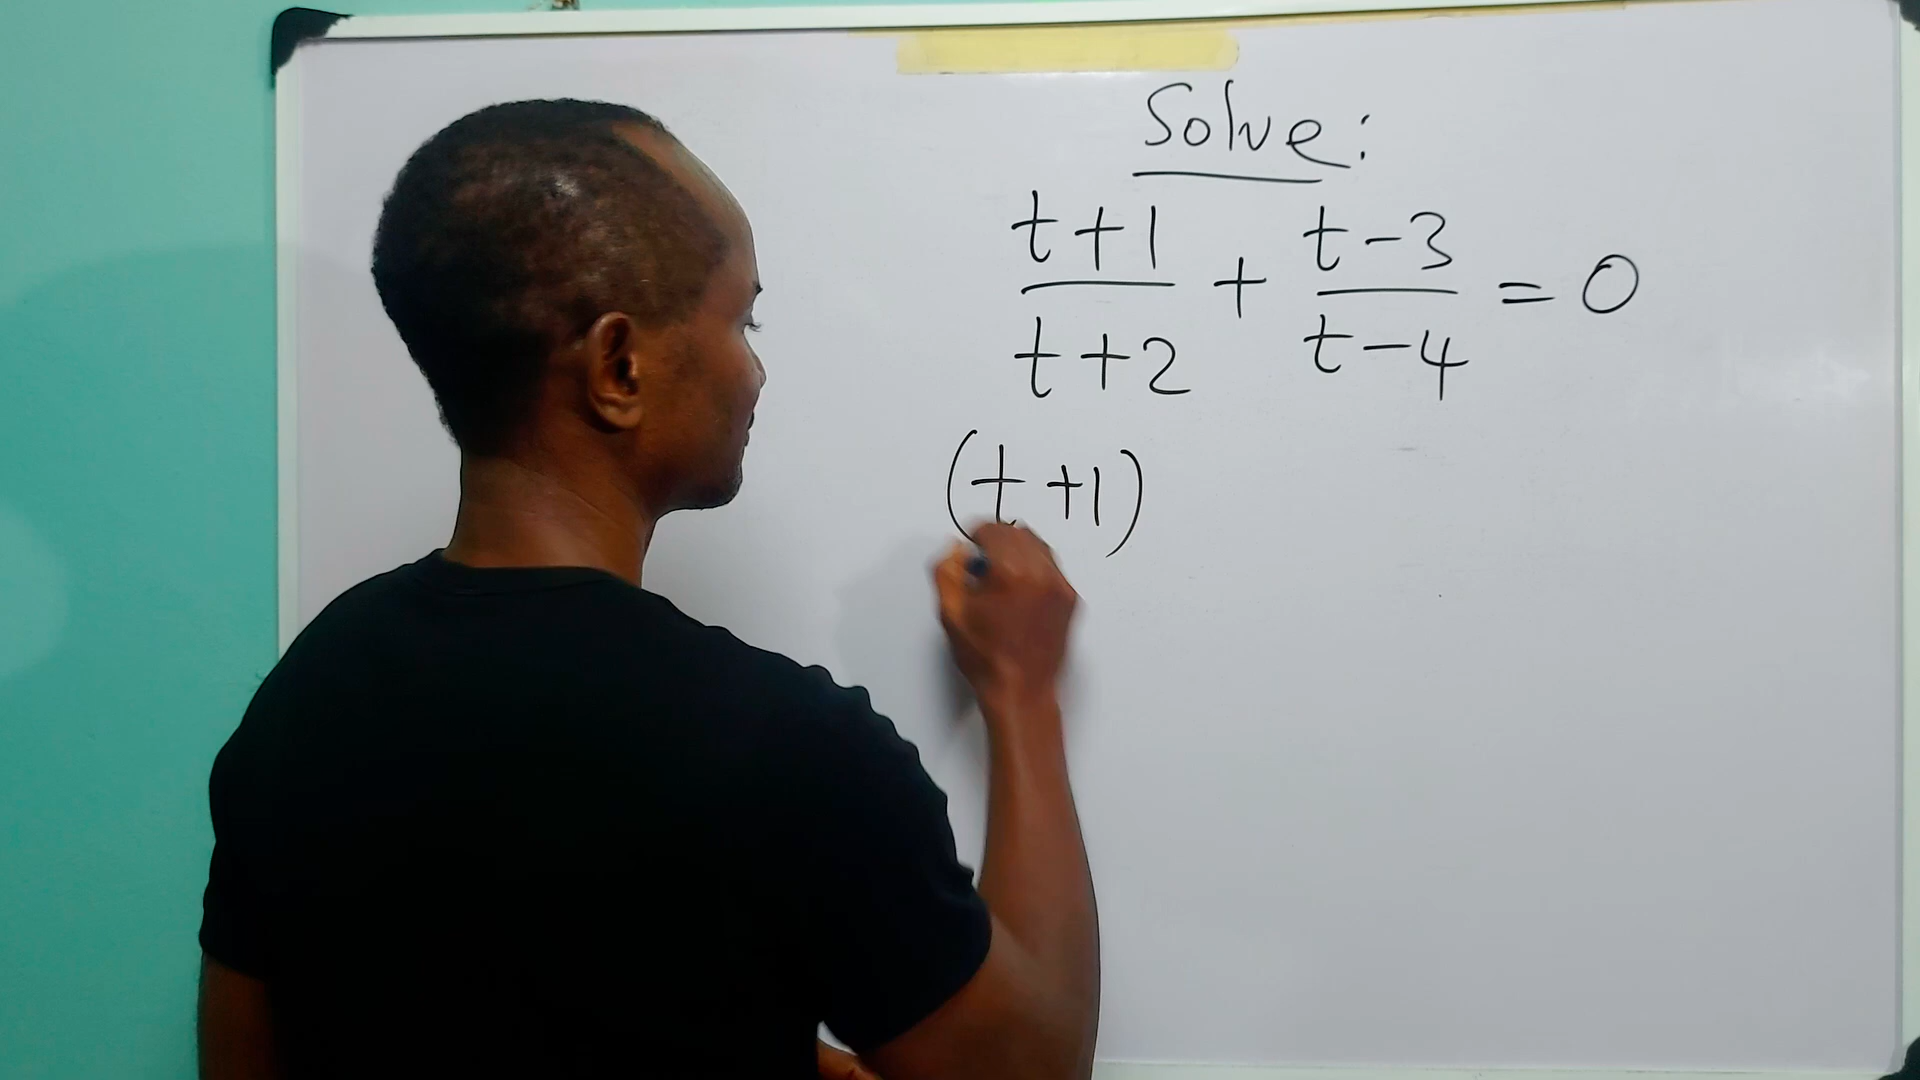 Solve:
t+1/t+2 + t-3/t-4 = 0
(t+1)